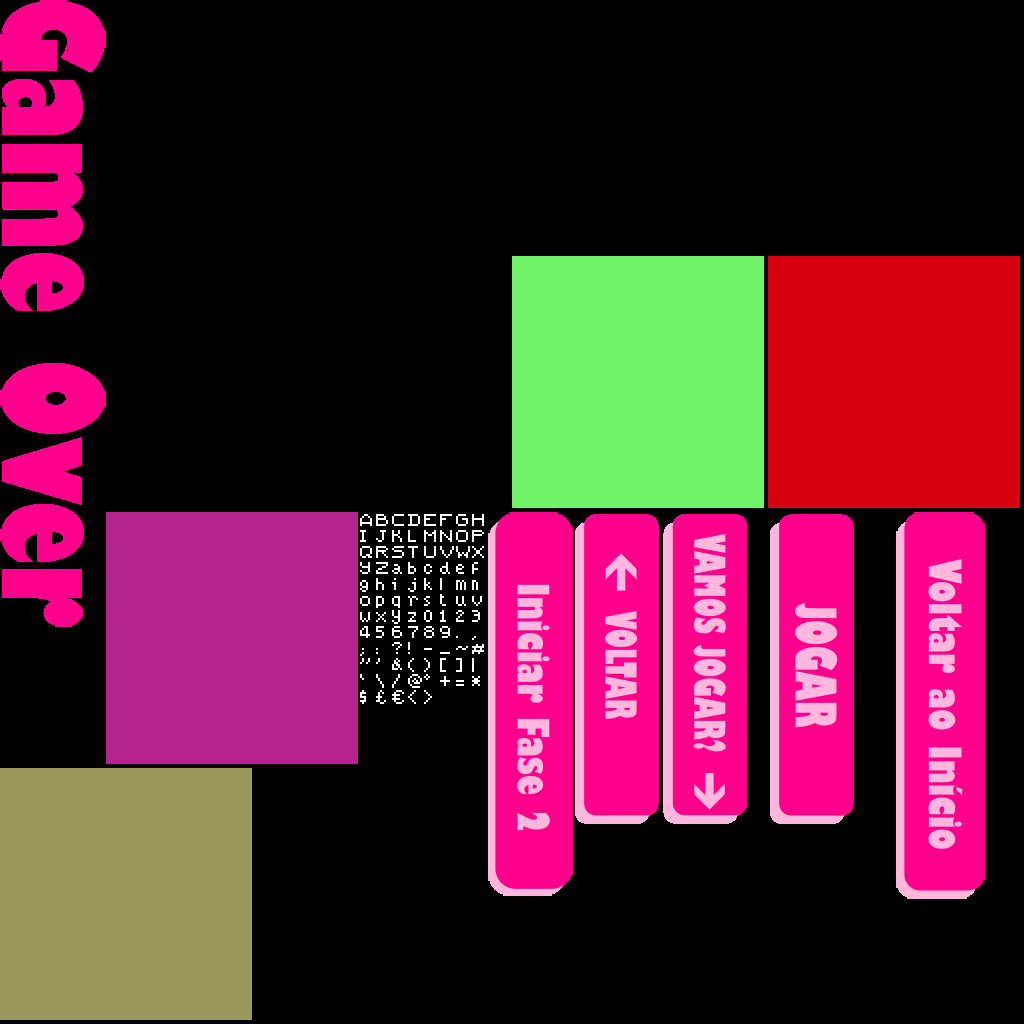 Game Over
ABCDEFGH
IJKLMNOP
QRSTUVWX
YZabcdef
ghijklmn
opqrstuv
wxyz0123
456789.,
;:?!-_~#
"'&()[]|
`\/@°+=*
$£€<>
Iniciar Fase 2
← VOLTAR
VAMOS JOGAR? →
JOGAR
Voltar ao Início